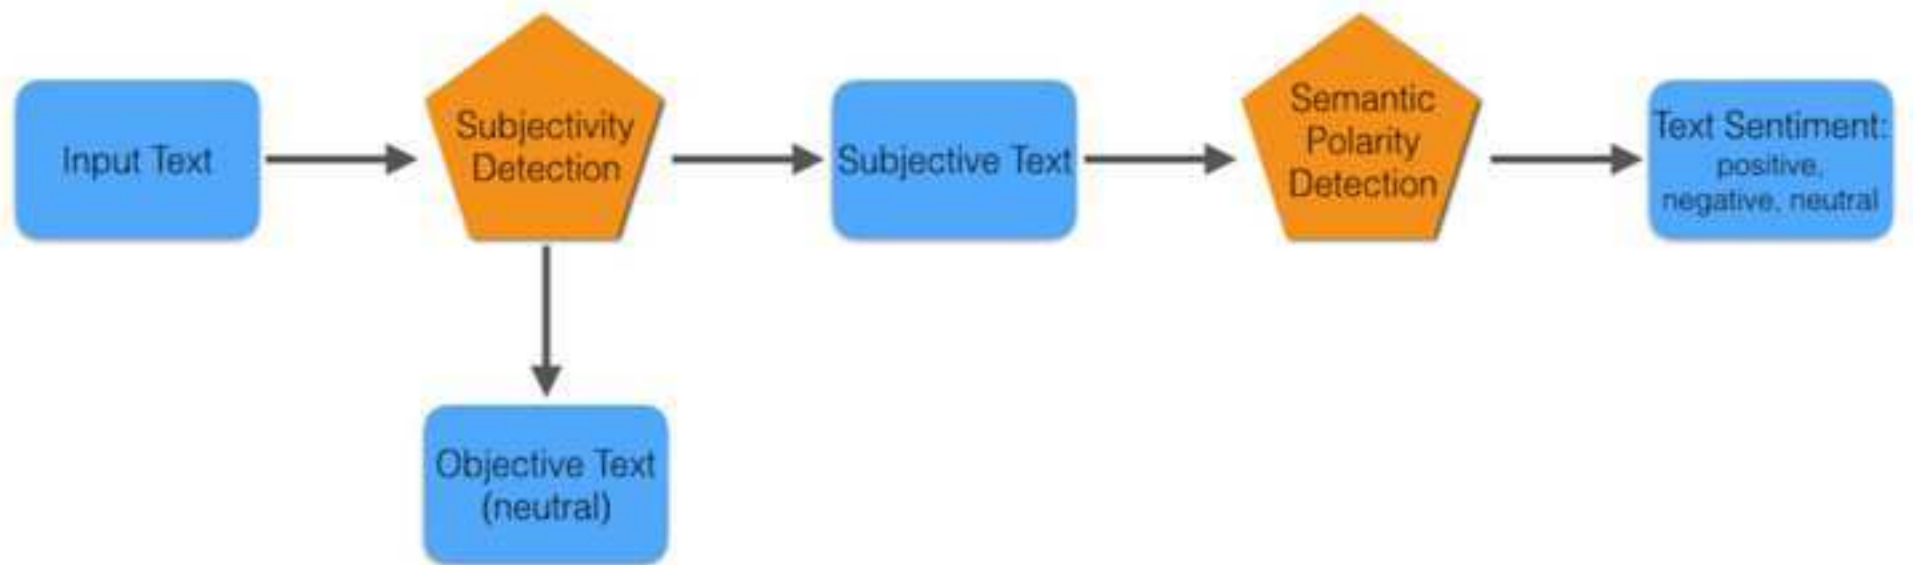 Input Text
Subjectivity
Detection
Subjective Text
Semantic
Polarity
Detection
Text Sentiment:
positive,
negative, neutral
Objective Text
(neutral)